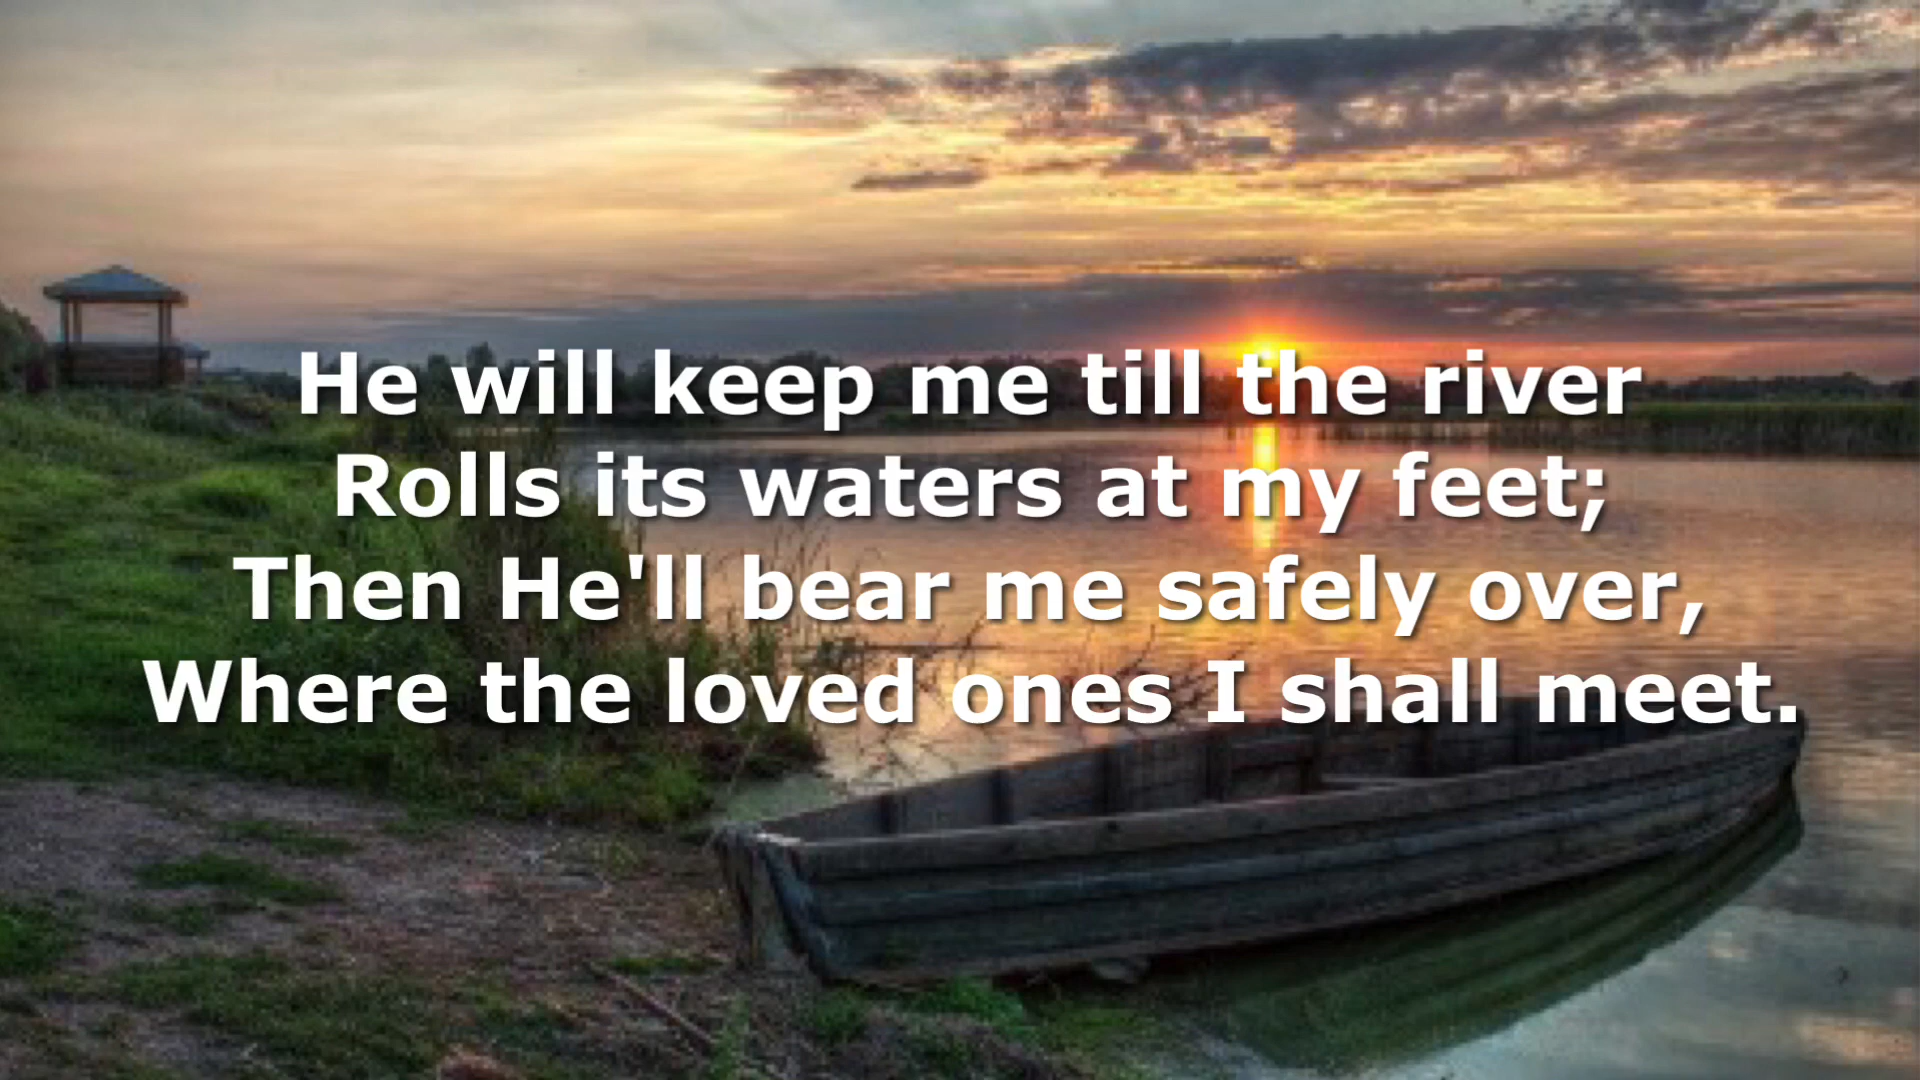 He will keep me till the river
Rolls its waters at my feet;
Then He'll bear me safely over,
Where the loved ones I shall meet.